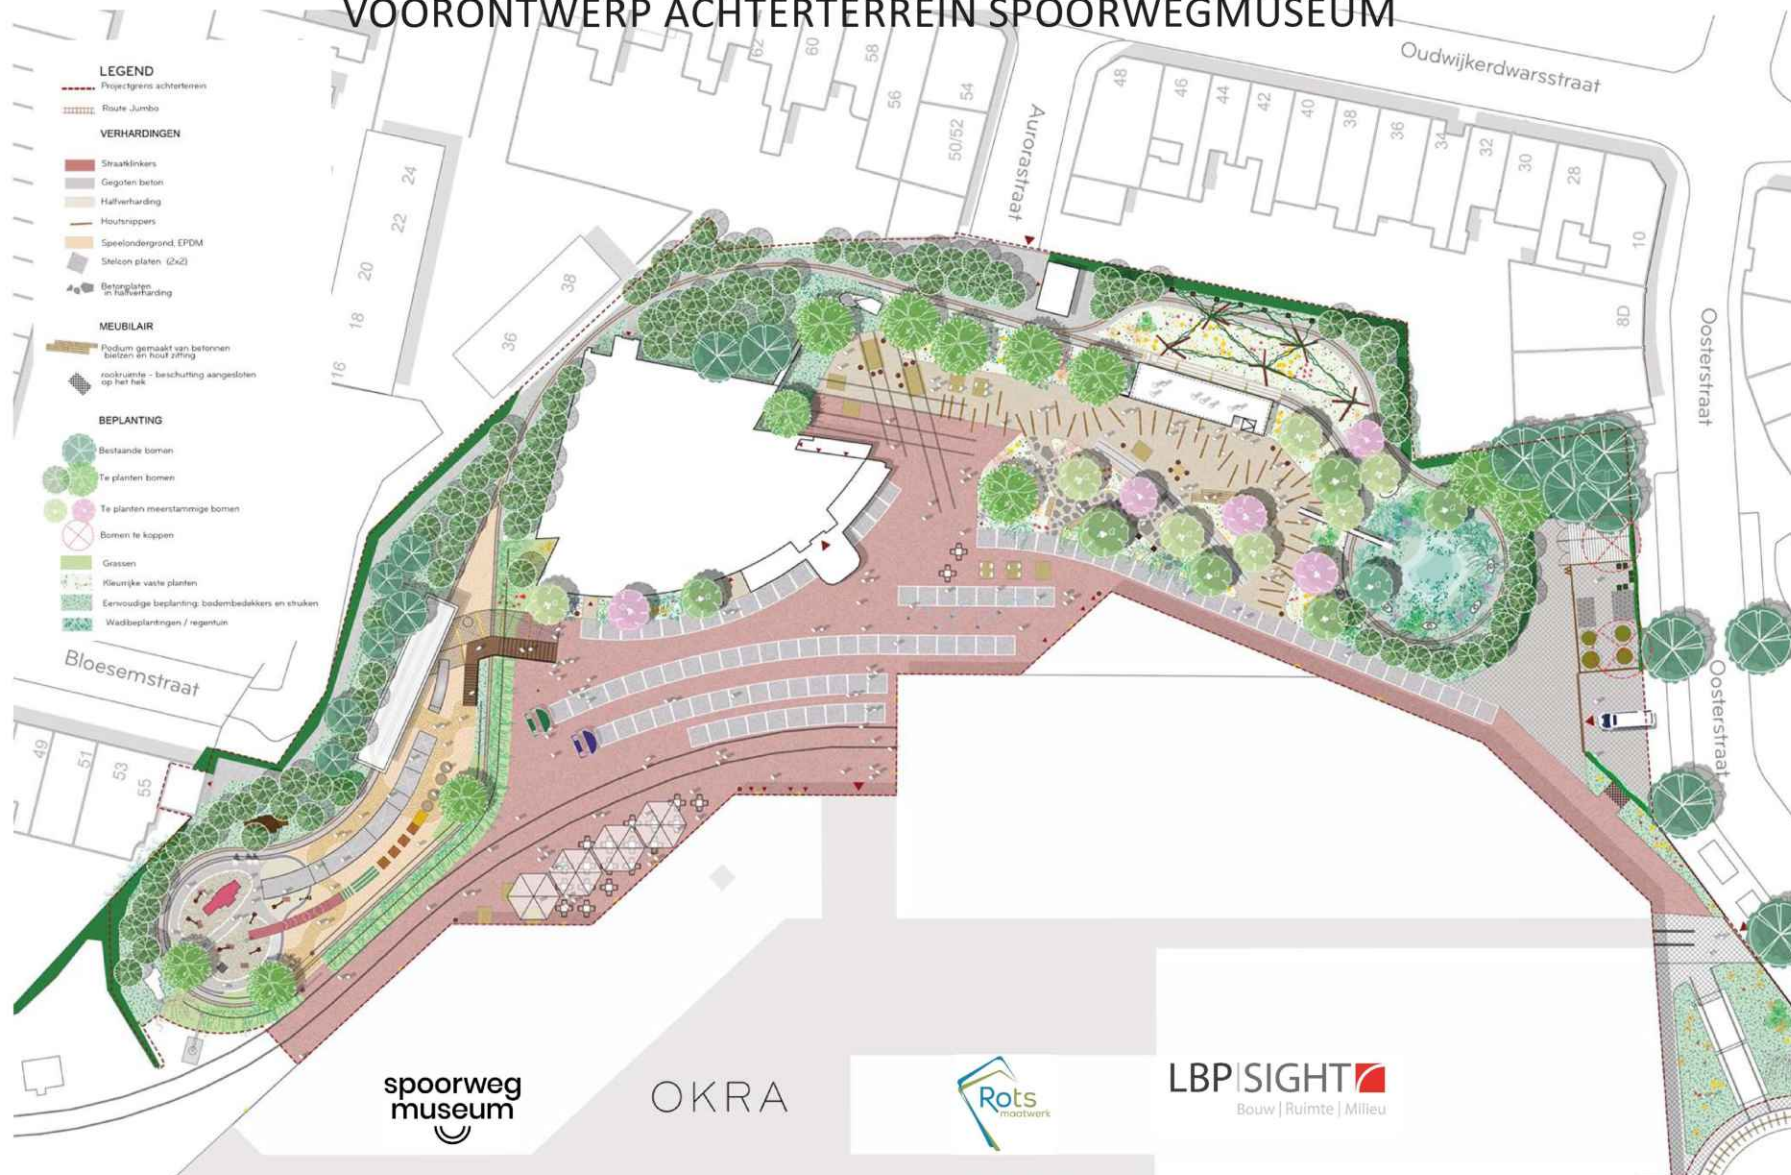 VOORONTWERP ACHTERTERREIN SPOORWEGMUSEUM
LEGEND
Projectgrens achterterrein
Route Jumbo
VERHARDINGEN
Straatklinkers
Gegoten beton
Halfverharding
Houtsnippers
Speelondergrond, EPDM
Stelcon platen (2x2)
Betonplaten
in halfverharding
MEUBILAIR
Podium gemaakt van betonnen
bielzen en hout zitting
rookruimte - beschutting aangesloten
op het hek
BEPLANTING
Bestaande bomen
Te planten bomen
Te planten meerstammige bomen
Bomen te kappen
Grassen
Kleurrijke vaste planten
Eenvoudige beplanting: bodembedekkers en struiken
Wadibeplantingen / regentuin
Oudwijkerdwarsstraat
Aurorastraat
Oosterstraat
Oosterstraat
Bloesemstraat
62
60
58
56
54
50/52
48
46
44
42
40
38
36
34
32
30
28
10
8D
24
22
20
18
16
38
36
49
51
53
55
spoorweg
museum
OKRA
Rots
maatwerk
LBP|SIGHT
Bouw | Ruimte | Milieu